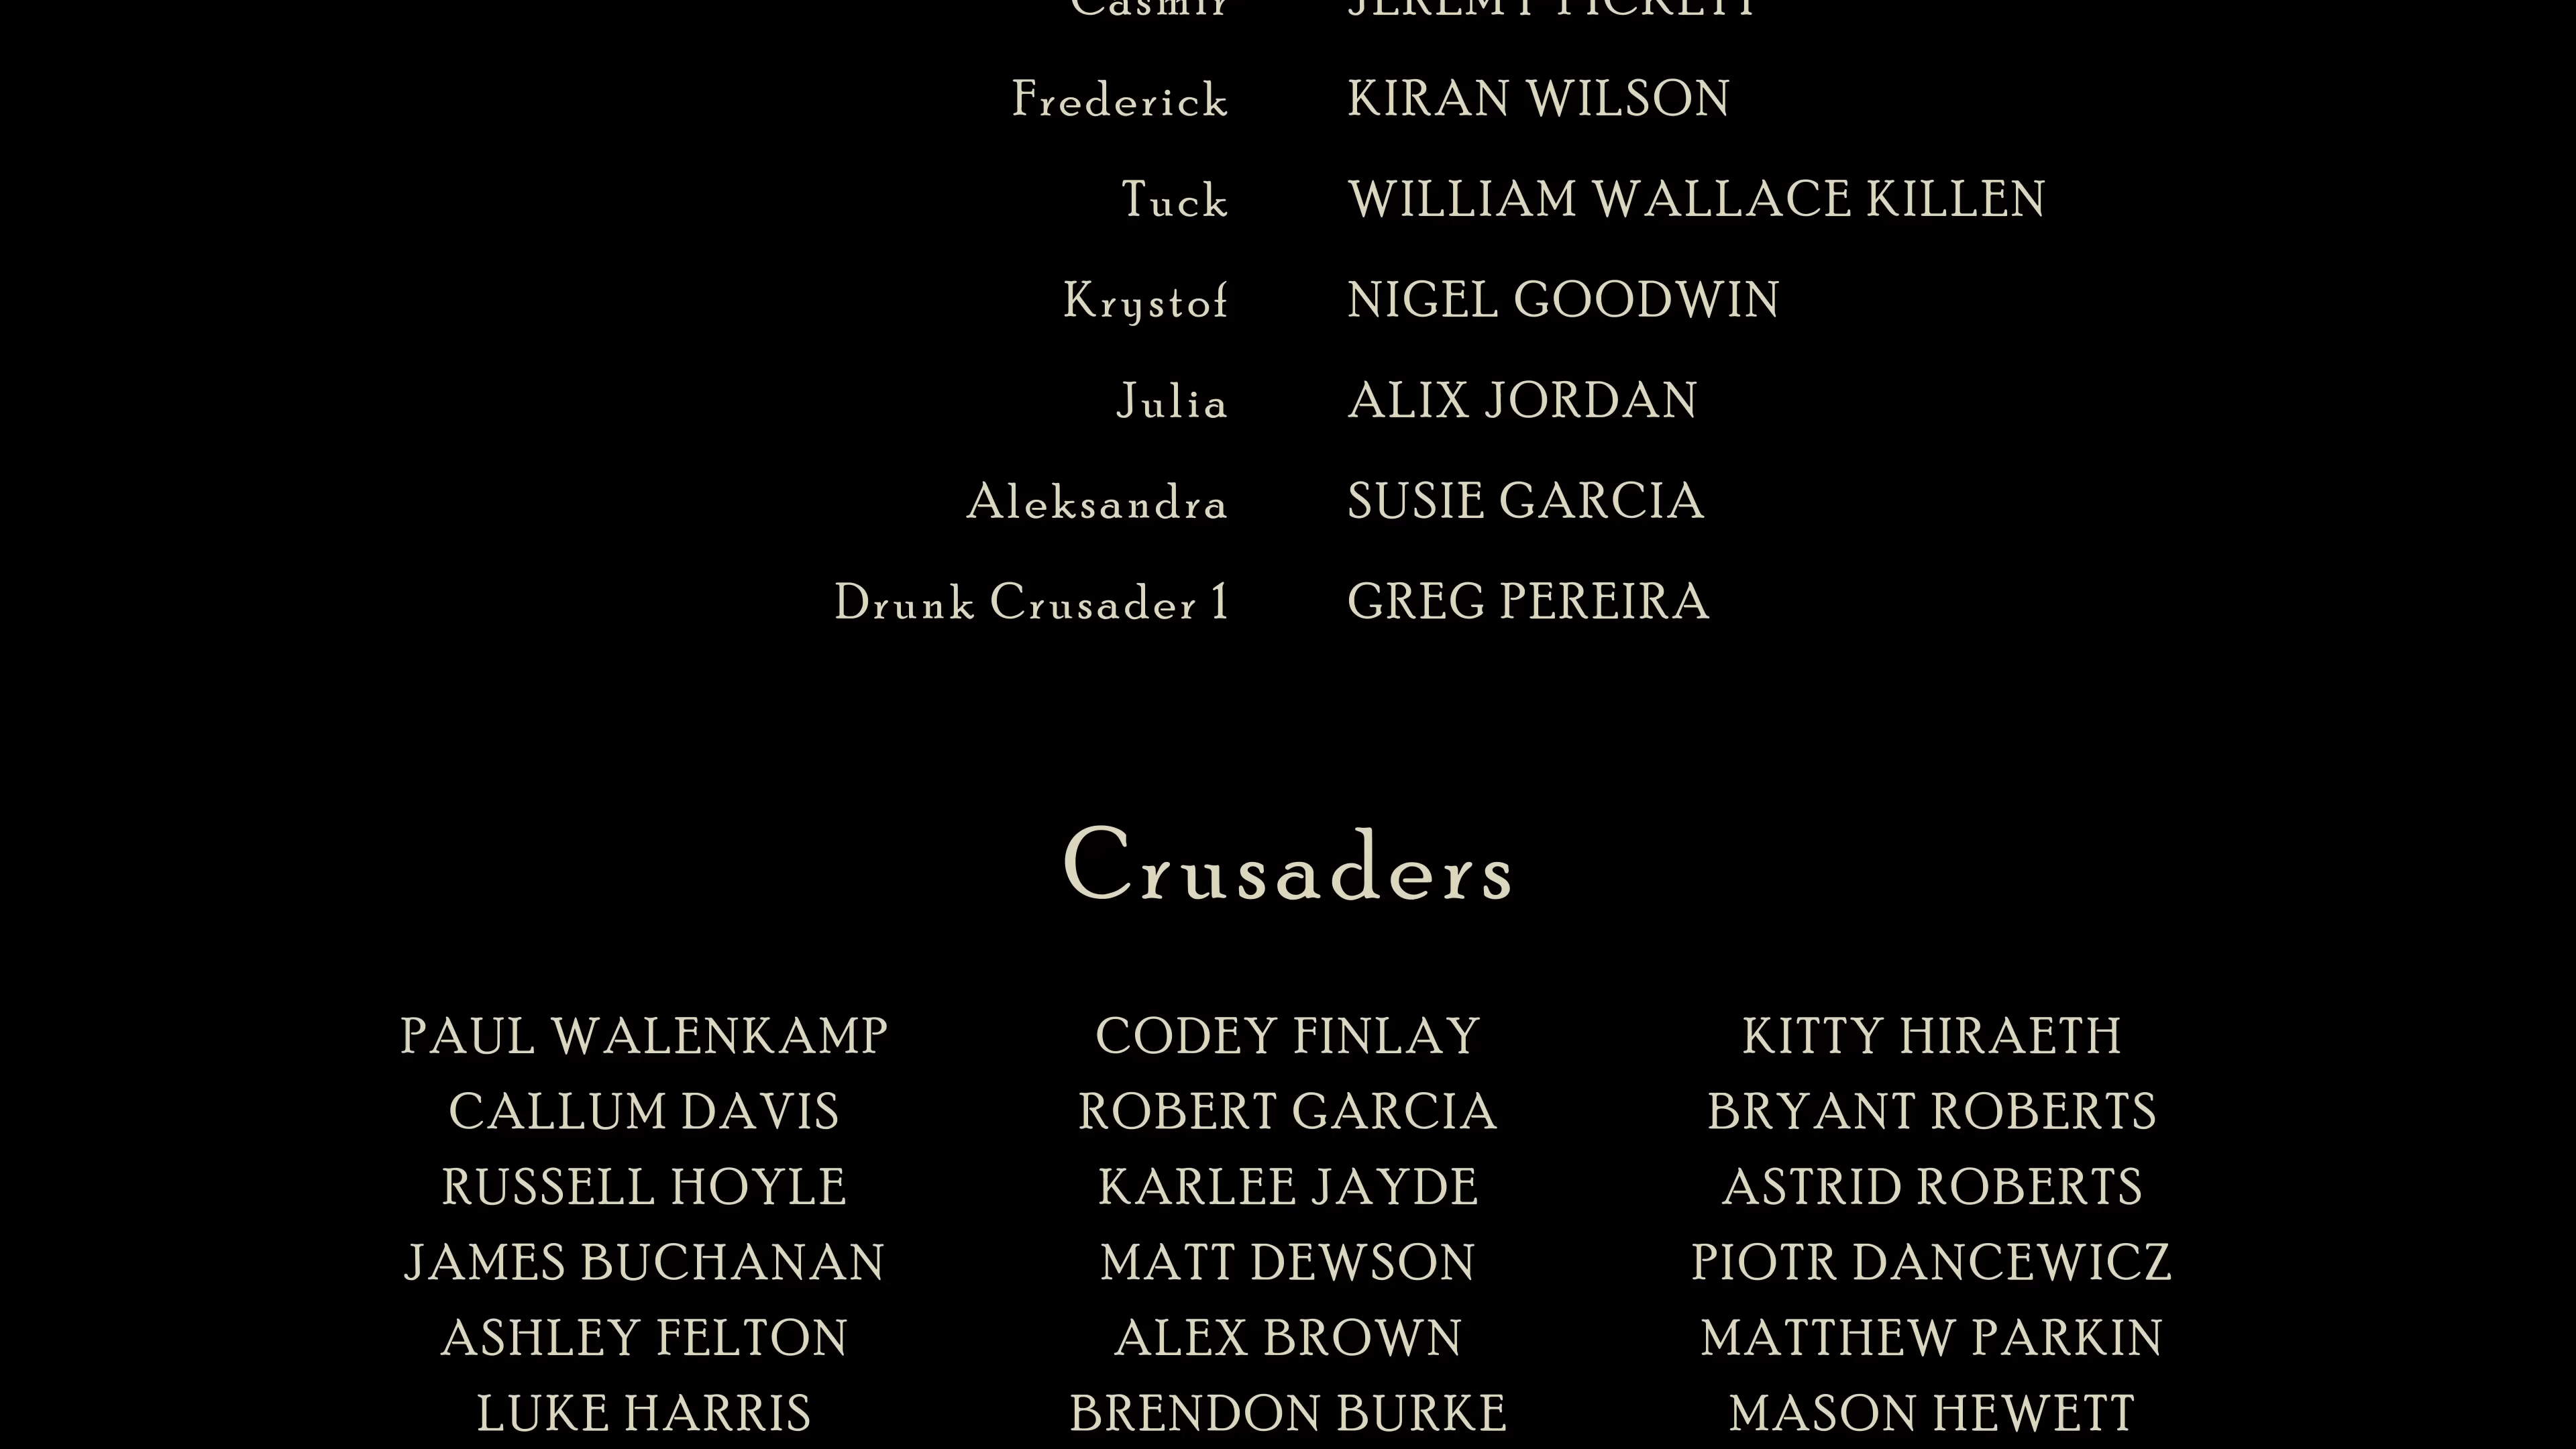 Casmir JEREMY PICKETT
Frederick KIRAN WILSON
Tuck WILLIAM WALLACE KILLEN
Krystof NIGEL GOODWIN
Julia ALIX JORDAN
Aleksandra SUSIE GARCIA
Drunk Crusader 1 GREG PEREIRA
Crusaders
PAUL WALENKAMP CODEY FINLAY KITTY HIRAETH
CALLUM DAVIS ROBERT GARCIA BRYANT ROBERTS
RUSSELL HOYLE KARLEE JAYDE ASTRID ROBERTS
JAMES BUCHANAN MATT DEWSON PIOTR DANCEWICZ
ASHLEY FELTON ALEX BROWN MATTHEW PARKIN
LUKE HARRIS BRENDON BURKE MASON HEWETT